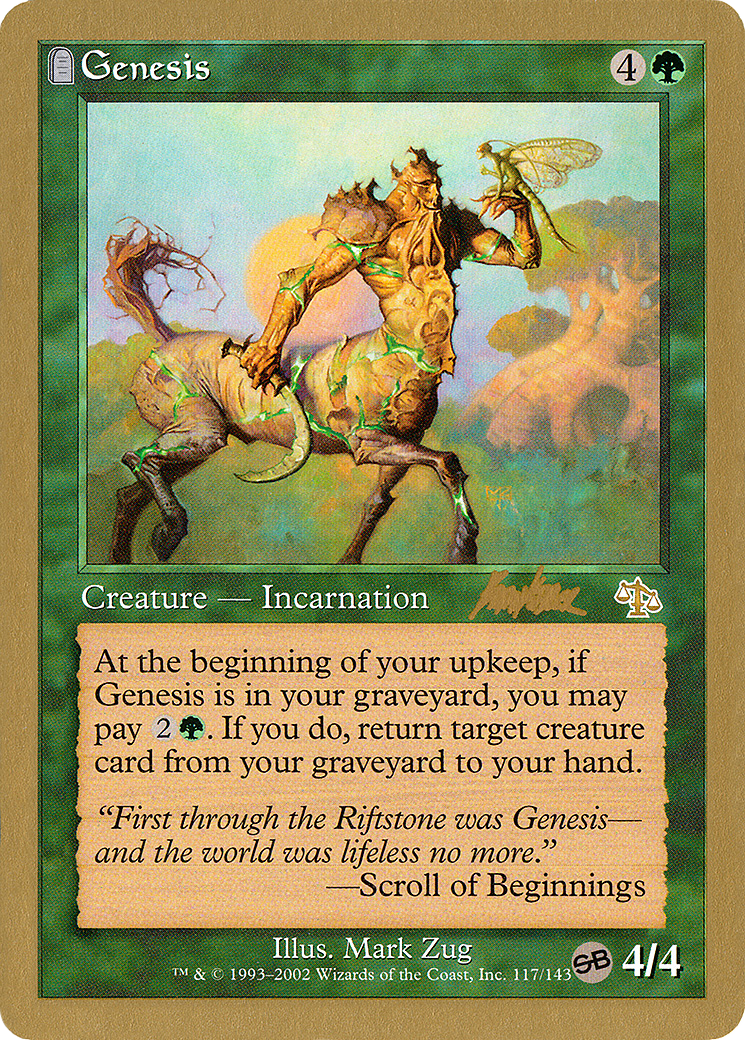 Genesis 4
Creature — Incarnation
At the beginning of your upkeep, if
Genesis is in your graveyard, you may
pay 2 . If you do, return target creature
card from your graveyard to your hand.
“First through the Riftstone was Genesis—
and the world was lifeless no more.”
—Scroll of Beginnings
Illus. Mark Zug
™ & © 1993–2002 Wizards of the Coast, Inc. 117/143
SB 4/4